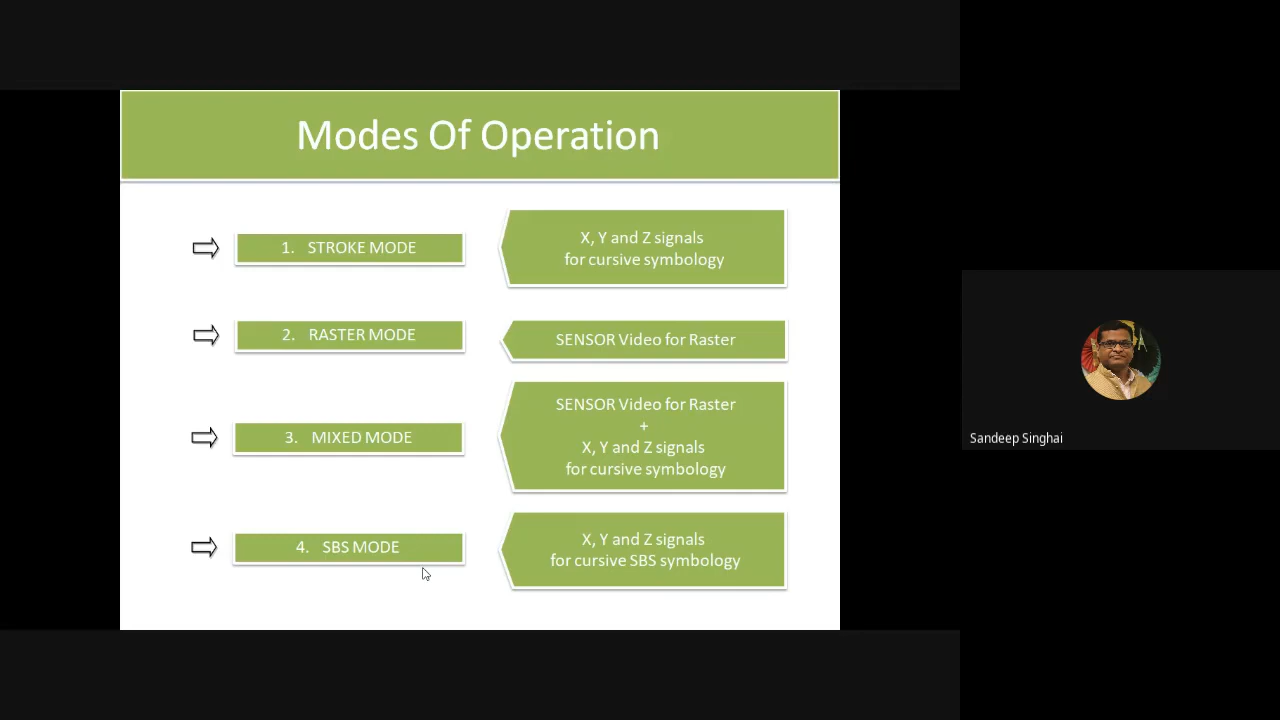 Modes Of Operation
1. STROKE MODE
X, Y and Z signals
for cursive symbology
2. RASTER MODE
SENSOR Video for Raster
3. MIXED MODE
SENSOR Video for Raster
+
X, Y and Z signals
for cursive symbology
4. SBS MODE
X, Y and Z signals
for cursive SBS symbology
Sandeep Singhai